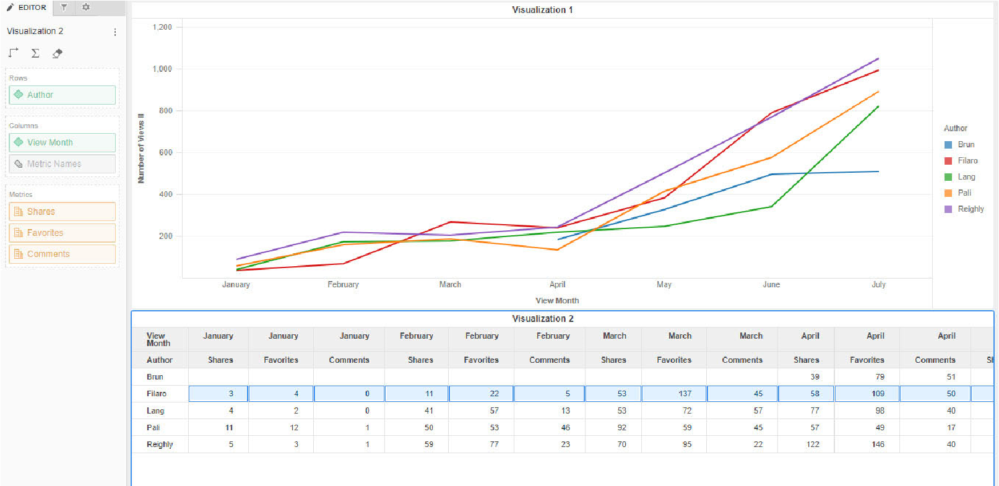 EDITOR
Visualization 2
Rows
Author
Columns
View Month
Metric Names
Metrics
Shares
Favorites
Comments
Visualization 1
1,200
1,000
800
600
400
200
Number of Views II
January February March April May June July
View Month
Author
Brun
Filaro
Lang
Pali
Reighly
Visualization 2
View Month January January January February February February March March March April April April
Author Shares Favorites Comments Shares Favorites Comments Shares Favorites Comments Shares Favorites Comments
Brun 39 79 51
Filaro 3 4 0 11 22 5 53 137 45 58 109 50
Lang 4 2 0 41 57 13 53 72 57 77 98 40
Pali 11 12 1 50 53 46 92 59 45 57 49 17
Reighly 5 3 1 59 77 23 70 95 22 122 146 40